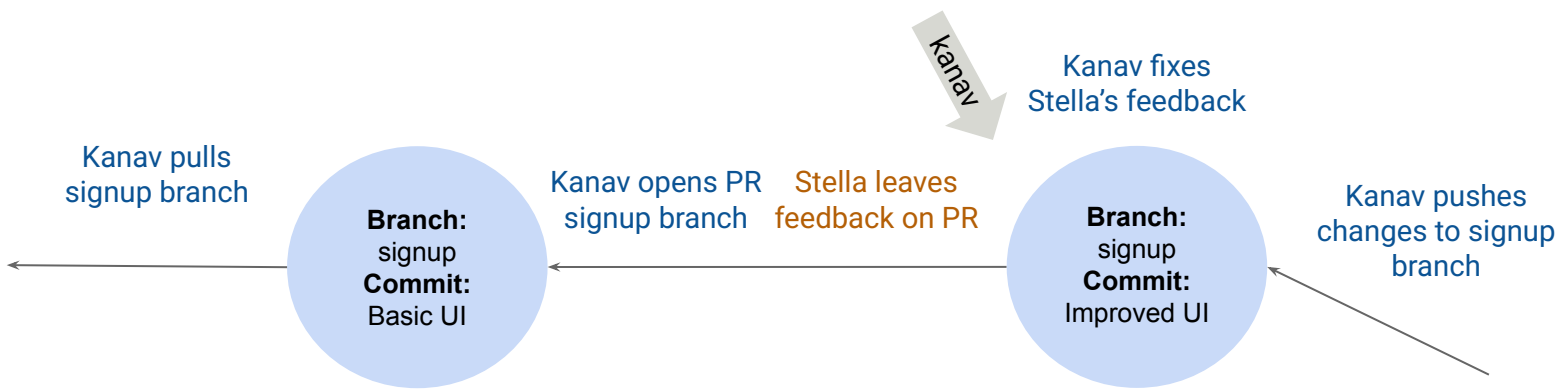 Kanav pulls
signup branch
Branch:
signup
Commit:
Basic UI
Kanav opens PR
signup branch
Stella leaves
feedback on PR
kanav
Kanav fixes
Stella’s feedback
Branch:
signup
Commit:
Improved UI
Kanav pushes
changes to signup
branch